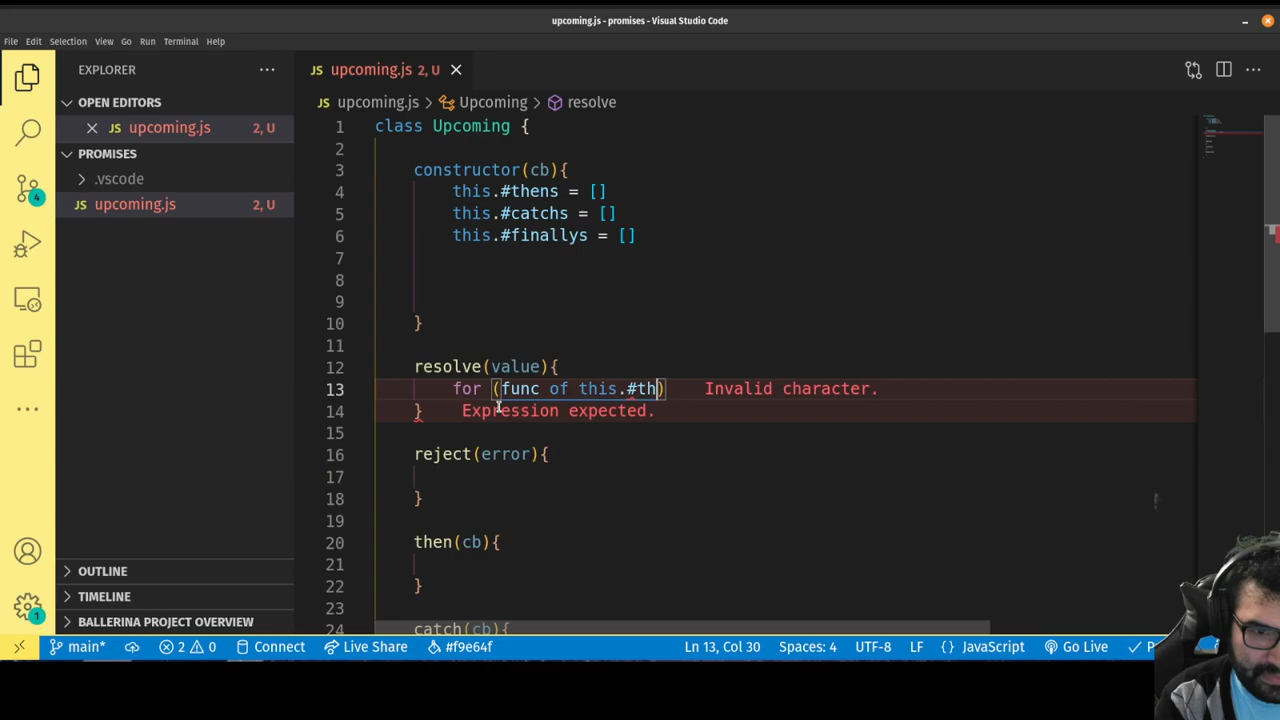 upcoming.js - promises - Visual Studio Code
File Edit Selection View Go Run Terminal Help
EXPLORER
OPEN EDITORS
upcoming.js 2, U
PROMISES
.vscode
JS upcoming.js 2, U
4
1
OUTLINE
TIMELINE
BALLERINA PROJECT OVERVIEW
JS upcoming.js 2, U
JS upcoming.js > Upcoming > resolve
1 class Upcoming {
2
3 constructor(cb){
4 this.#thens = []
5 this.#catchs = []
6 this.#finallys = []
7
8
9
10 }
11
12 resolve(value){
13 for (func of this.#th) Invalid character.
14 } Expression expected.
15
16 reject(error){
17
18 }
19
20 then(cb){
21
22 }
23
24 catch(cb){
main* 2 0 Connect Live Share #f9e64f Ln 13, Col 30 Spaces: 4 UTF-8 LF {} JavaScript Go Live